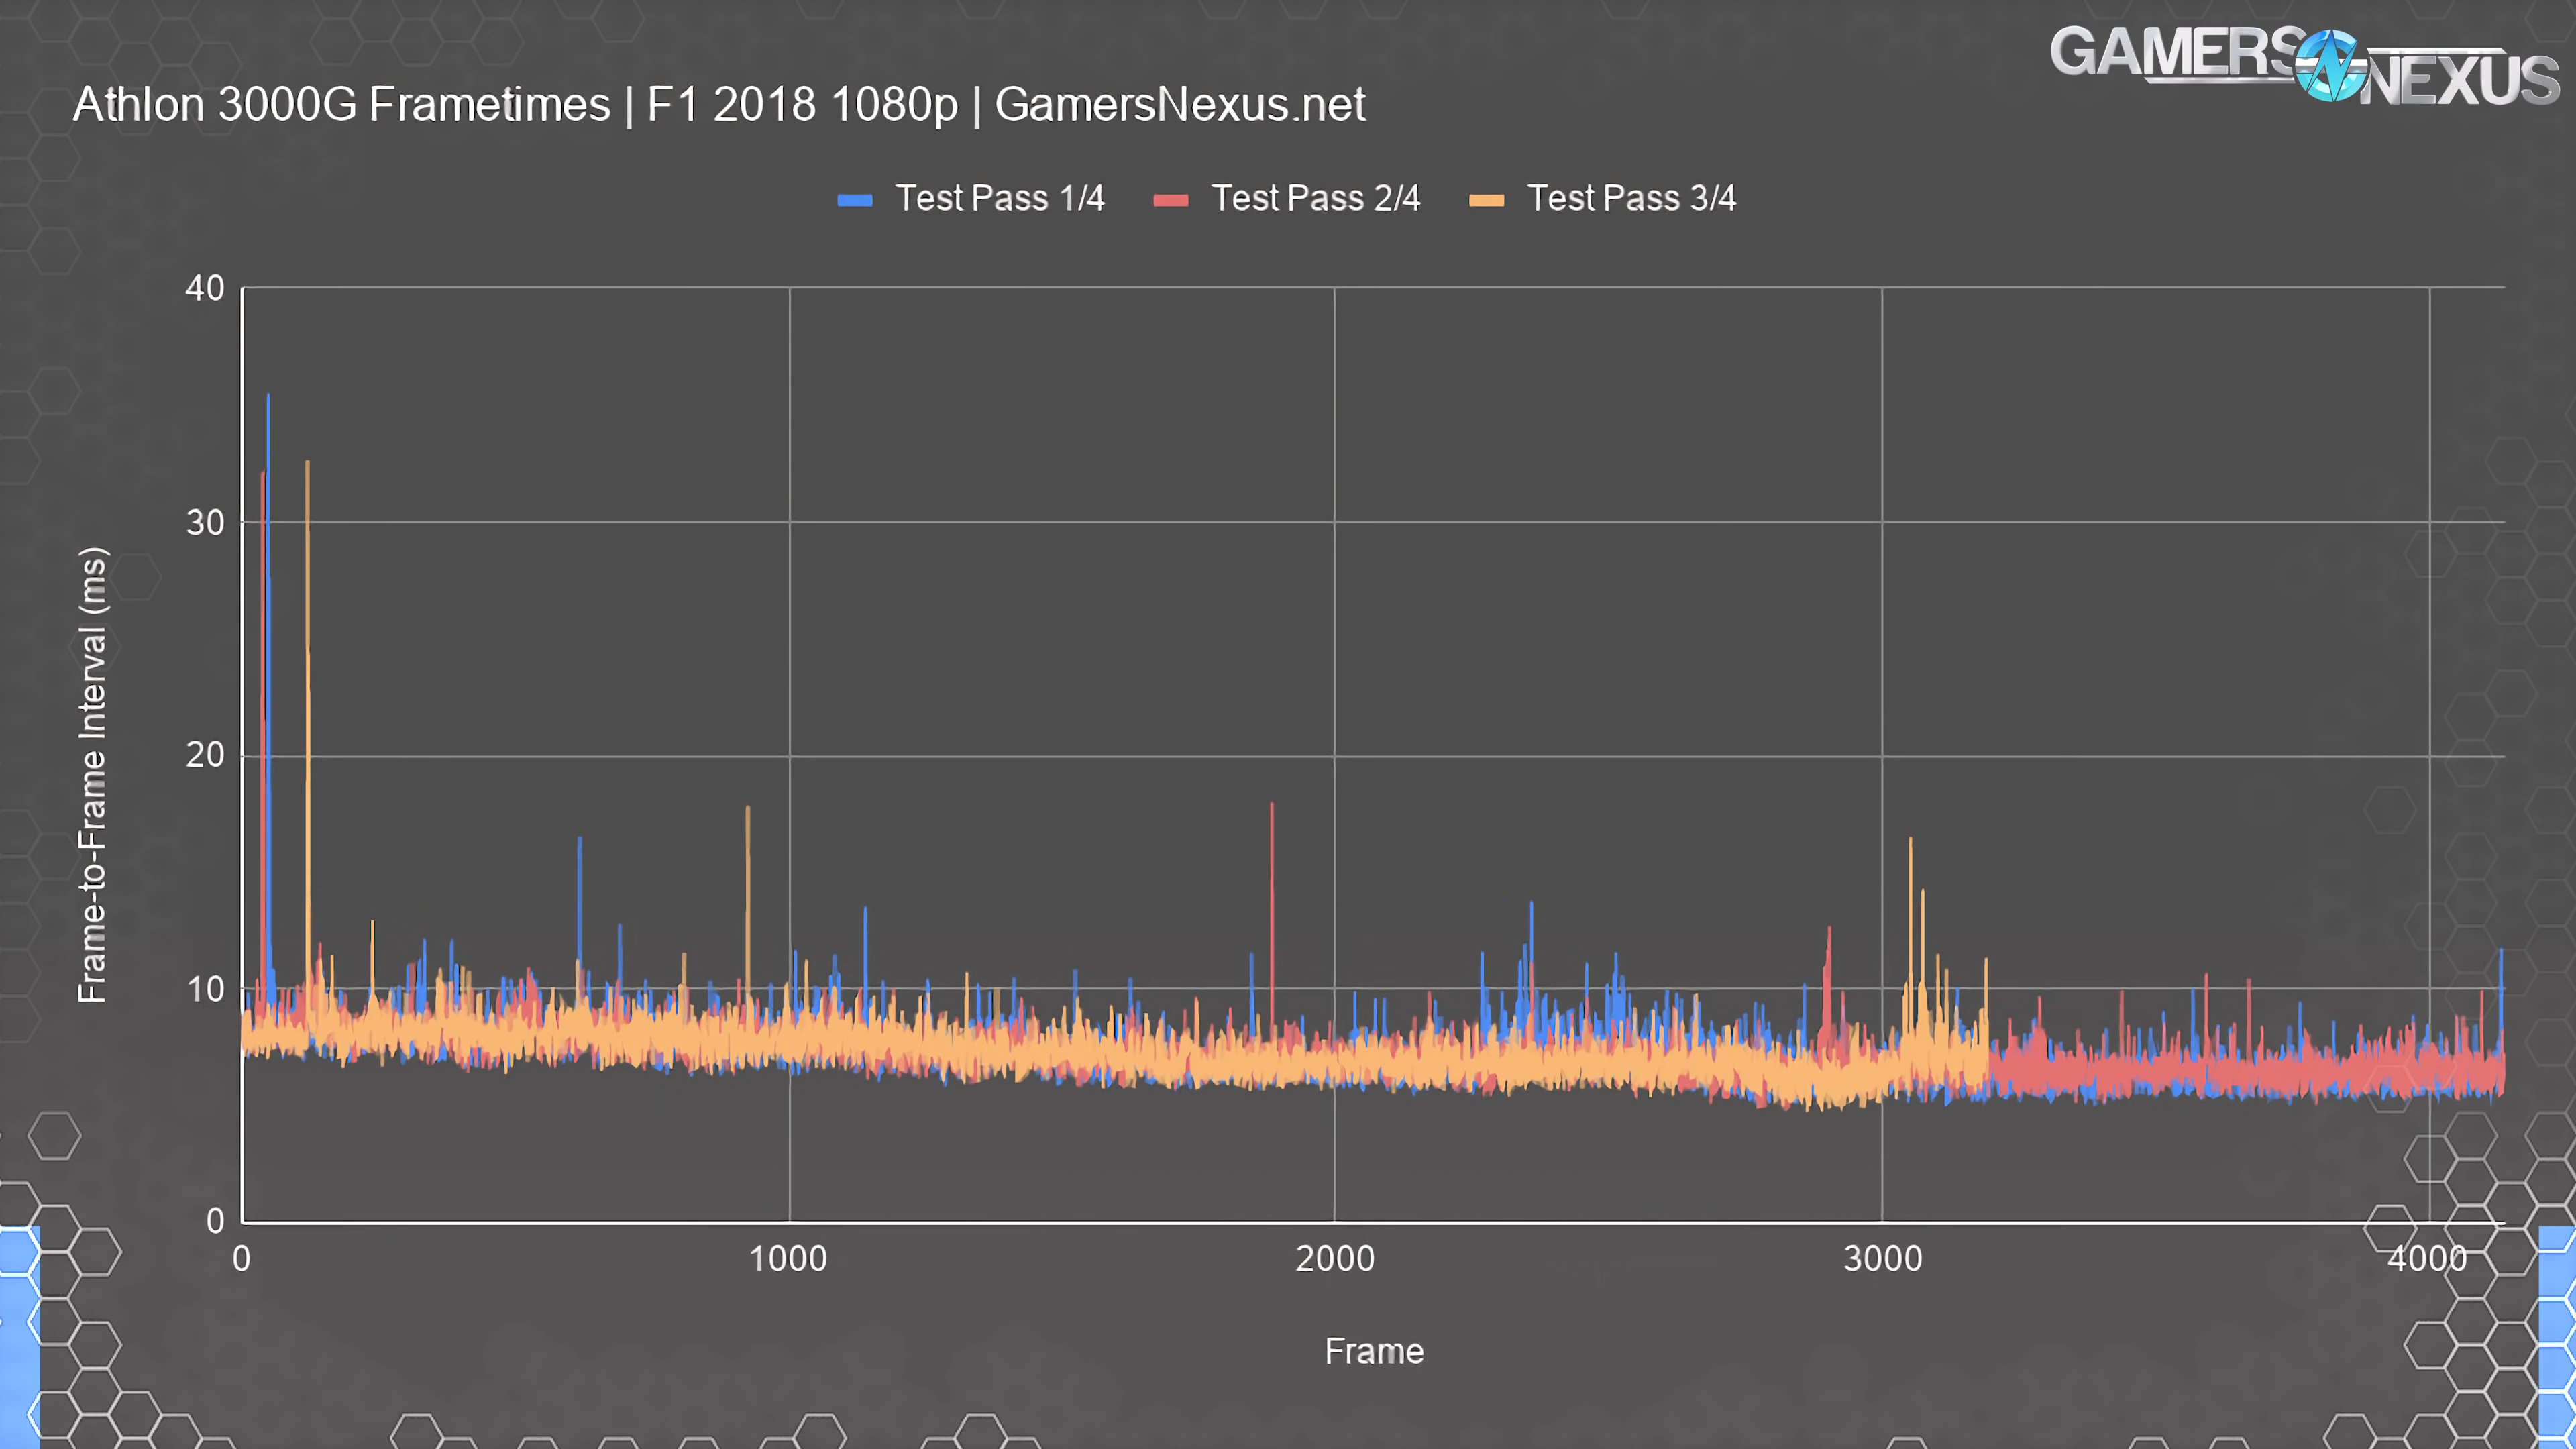 GAMERS NEXUS
Athlon 3000G Frametimes | F1 2018 1080p | GamersNexus.net
Test Pass 1/4 Test Pass 2/4 Test Pass 3/4
40
30
20
10
0
Frame-to-Frame Interval (ms)
0 1000 2000 3000 4000
Frame